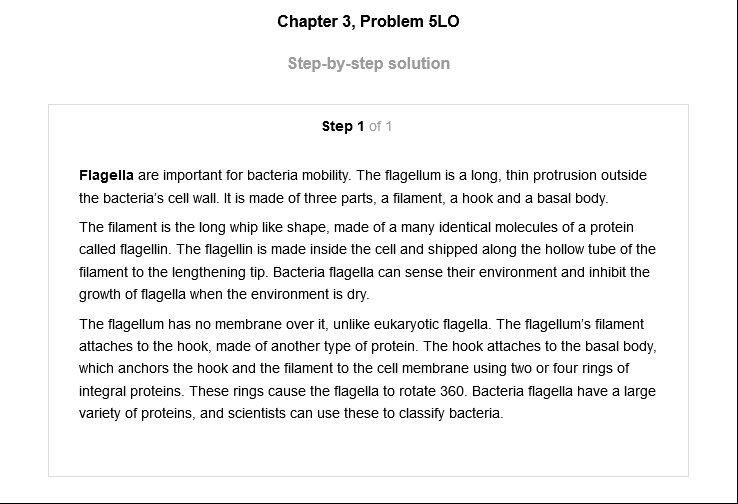 Chapter 3, Problem 5LO
Step-by-step solution
Step 1 of 1
Flagella are important for bacteria mobility. The flagellum is a long, thin protrusion outside
the bacteria's cell wall. It is made of three parts, a filament, a hook and a basal body.
The filament is the long whip like shape, made of a many identical molecules of a protein
called flagellin. The flagellin is made inside the cell and shipped along the hollow tube of the
filament to the lengthening tip. Bacteria flagella can sense their environment and inhibit the
growth of flagella when the environment is dry.
The flagellum has no membrane over it, unlike eukaryotic flagella. The flagellum's filament
attaches to the hook, made of another type of protein. The hook attaches to the basal body,
which anchors the hook and the filament to the cell membrane using two or four rings of
integral proteins. These rings cause the flagella to rotate 360. Bacteria flagella have a large
variety of proteins, and scientists can use these to classify bacteria.